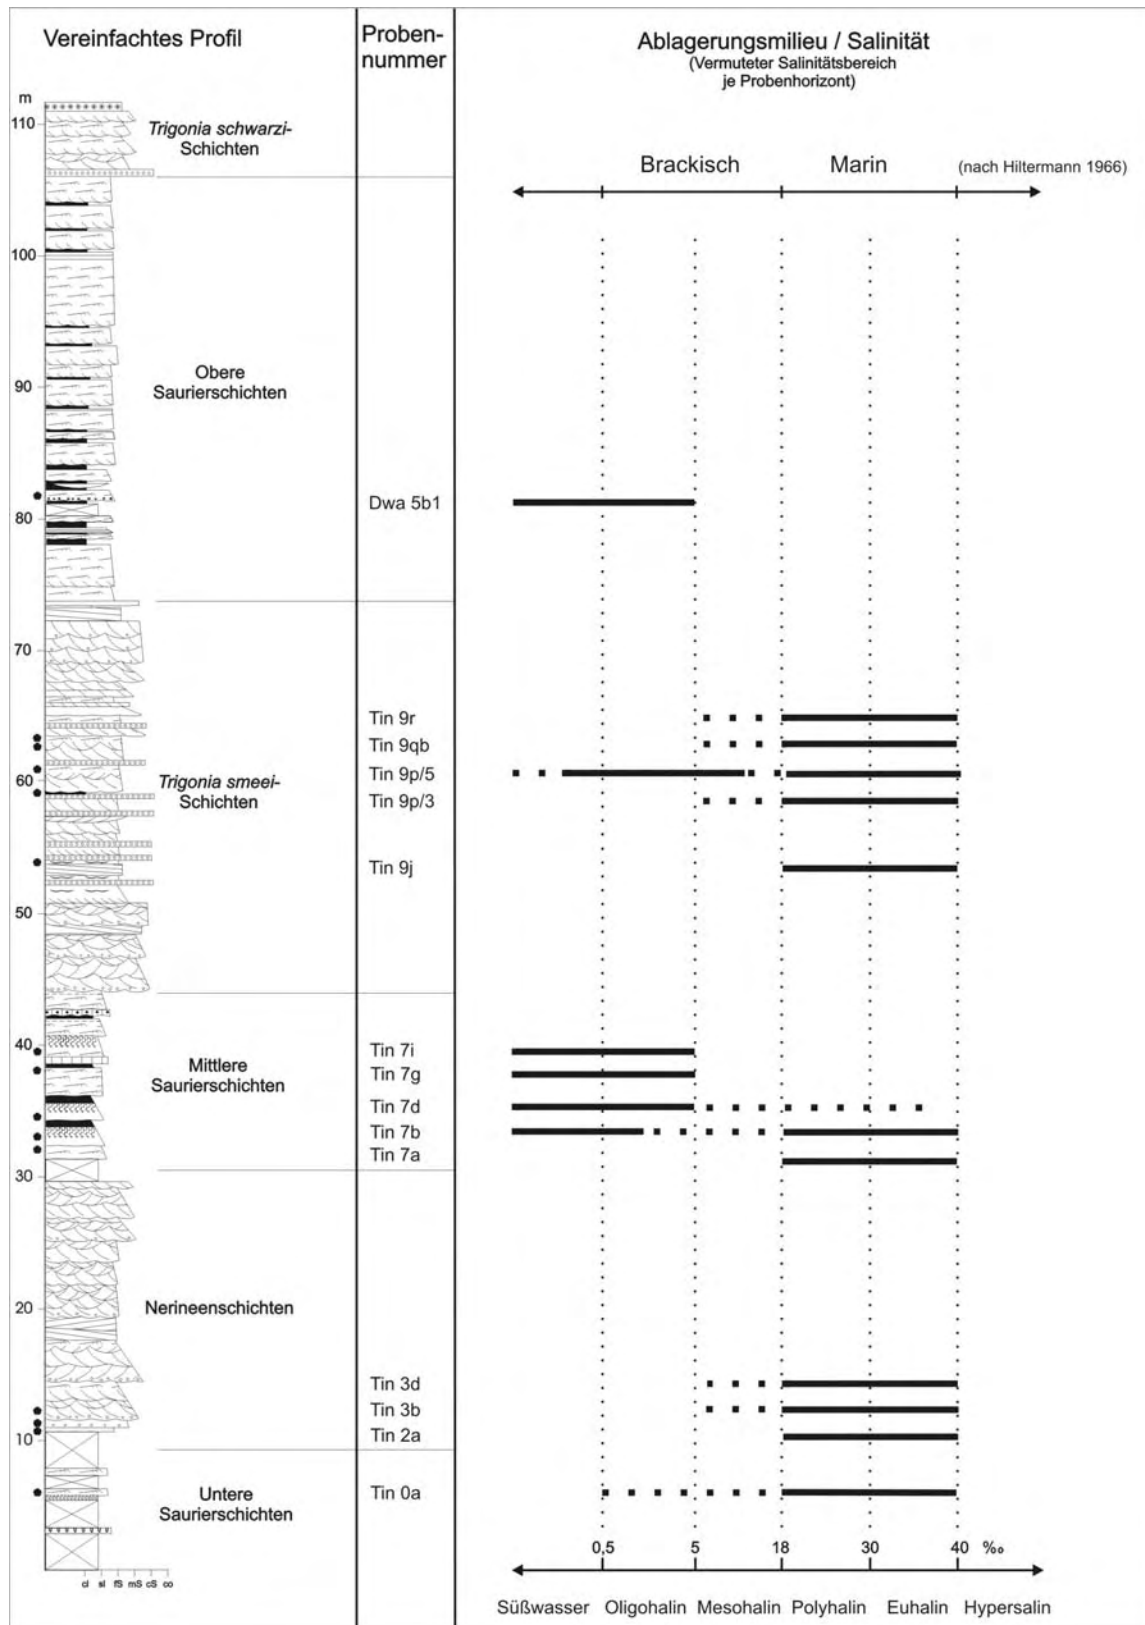 Vereinfachtes Profil
Proben-
nummer
Ablagerungsmilieu / Salinität
(Vermuteter Salinitätsbereich
je Probenhorizont)
m
110
Trigonia schwarzi-
Schichten
Brackisch
Marin
(nach Hiltermann 1966)
100
90
Obere
Saurierschichten
Dwa 5b1
80
70
Tin 9r
Tin 9qb
Tin 9p/5
60
Trigonia smeei-
Schichten
Tin 9p/3
Tin 9j
50
40
Tin 7i
Mittlere
Saurierschichten
Tin 7g
Tin 7d
Tin 7b
Tin 7a
30
20
Nerineenschichten
Tin 3d
Tin 3b
Tin 2a
10
Untere
Saurierschichten
Tin 0a
0,5 5 18 30 40 ‰
cl sl fS mS cS co
Süßwasser Oligohalin Mesohalin Polyhalin Euhalin Hypersalin